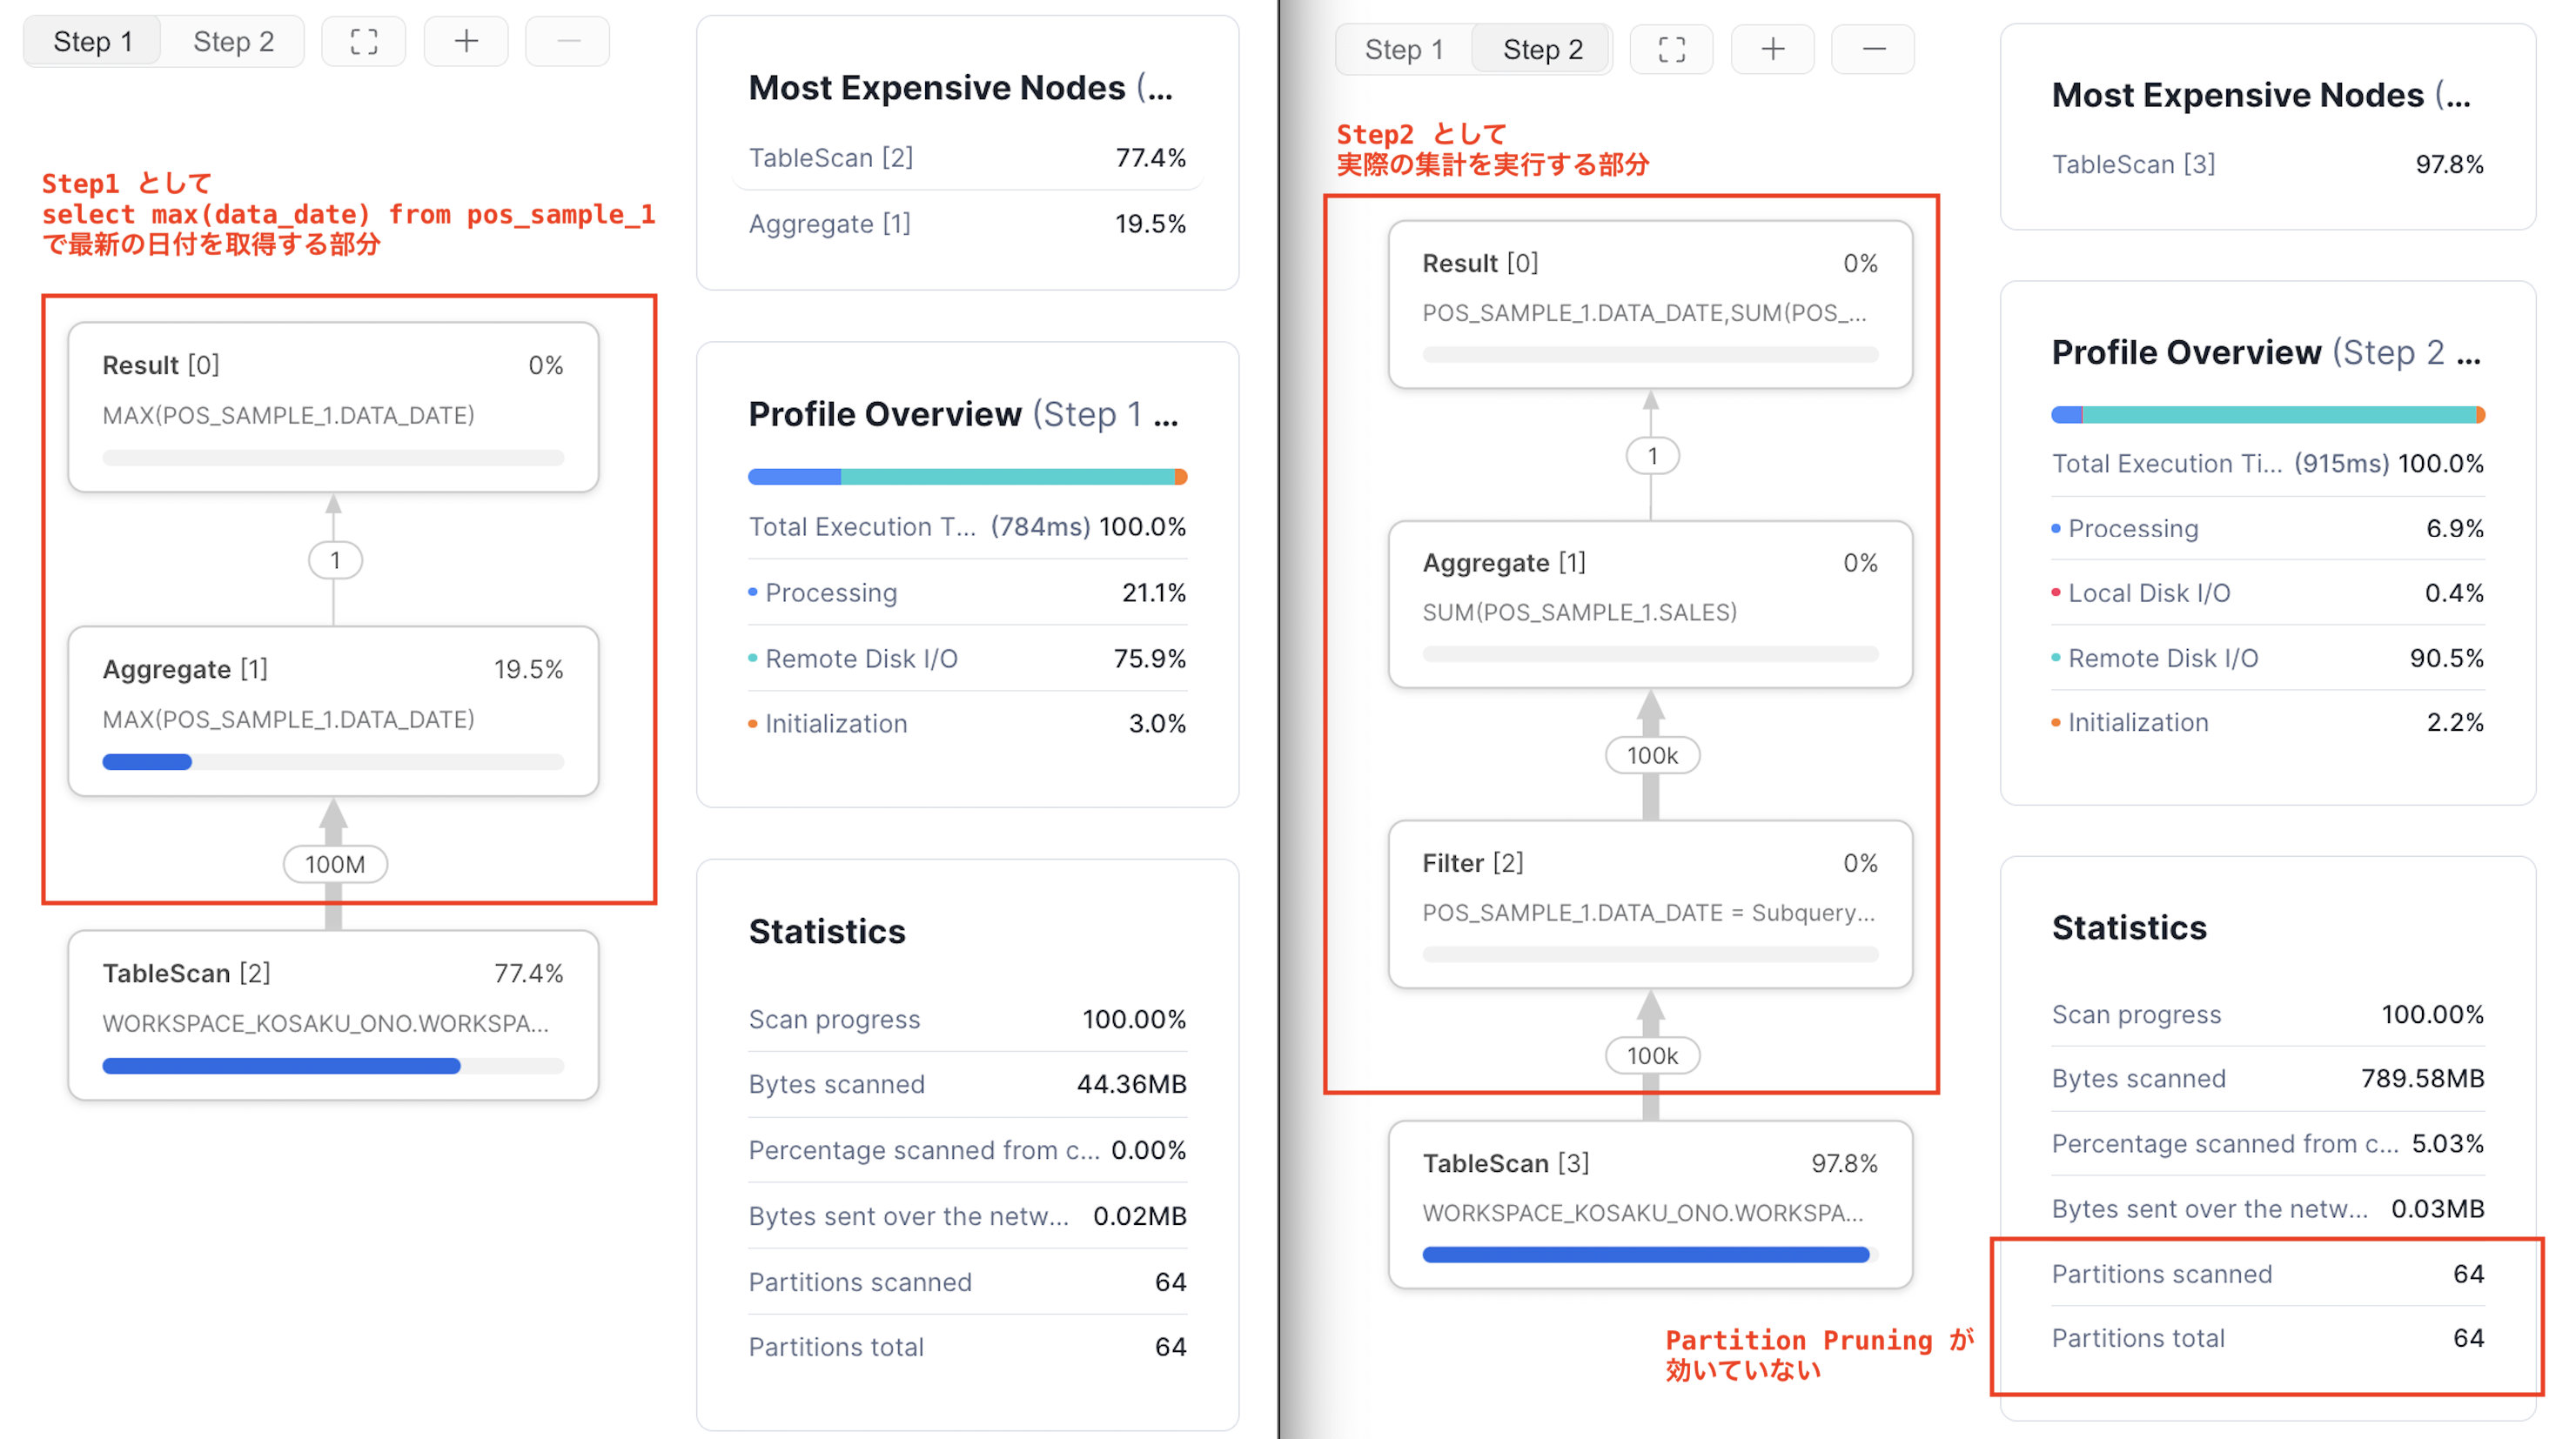 Step 1
Step 2
Step1 として
select max(data_date) from pos_sample_1
で最新の日付を取得する部分
Result [0]
0%
MAX(POS_SAMPLE_1.DATA_DATE)
1
Aggregate [1]
19.5%
MAX(POS_SAMPLE_1.DATA_DATE)
100M
TableScan [2]
77.4%
WORKSPACE_KOSAKU_ONO.WORKSPA...
Most Expensive Nodes (...
TableScan [2] 77.4%
Aggregate [1] 19.5%
Profile Overview (Step 1 ...
Total Execution T... (784ms) 100.0%
Processing 21.1%
Remote Disk I/O 75.9%
Initialization 3.0%
Statistics
Scan progress 100.00%
Bytes scanned 44.36MB
Percentage scanned from c... 0.00%
Bytes sent over the netw... 0.02MB
Partitions scanned 64
Partitions total 64
Step 1
Step 2
Step2 として
実際の集計を実行する部分
Result [0]
0%
POS_SAMPLE_1.DATA_DATE,SUM(POS_...
1
Aggregate [1]
0%
SUM(POS_SAMPLE_1.SALES)
100k
Filter [2]
0%
POS_SAMPLE_1.DATA_DATE = Subquery...
100k
TableScan [3]
97.8%
WORKSPACE_KOSAKU_ONO.WORKSPA...
Partition Pruning が
効いていない
Most Expensive Nodes (...
TableScan [3] 97.8%
Profile Overview (Step 2 ...
Total Execution Ti... (915ms) 100.0%
Processing 6.9%
Local Disk I/O 0.4%
Remote Disk I/O 90.5%
Initialization 2.2%
Statistics
Scan progress 100.00%
Bytes scanned 789.58MB
Percentage scanned from c... 5.03%
Bytes sent over the netw... 0.03MB
Partitions scanned 64
Partitions total 64